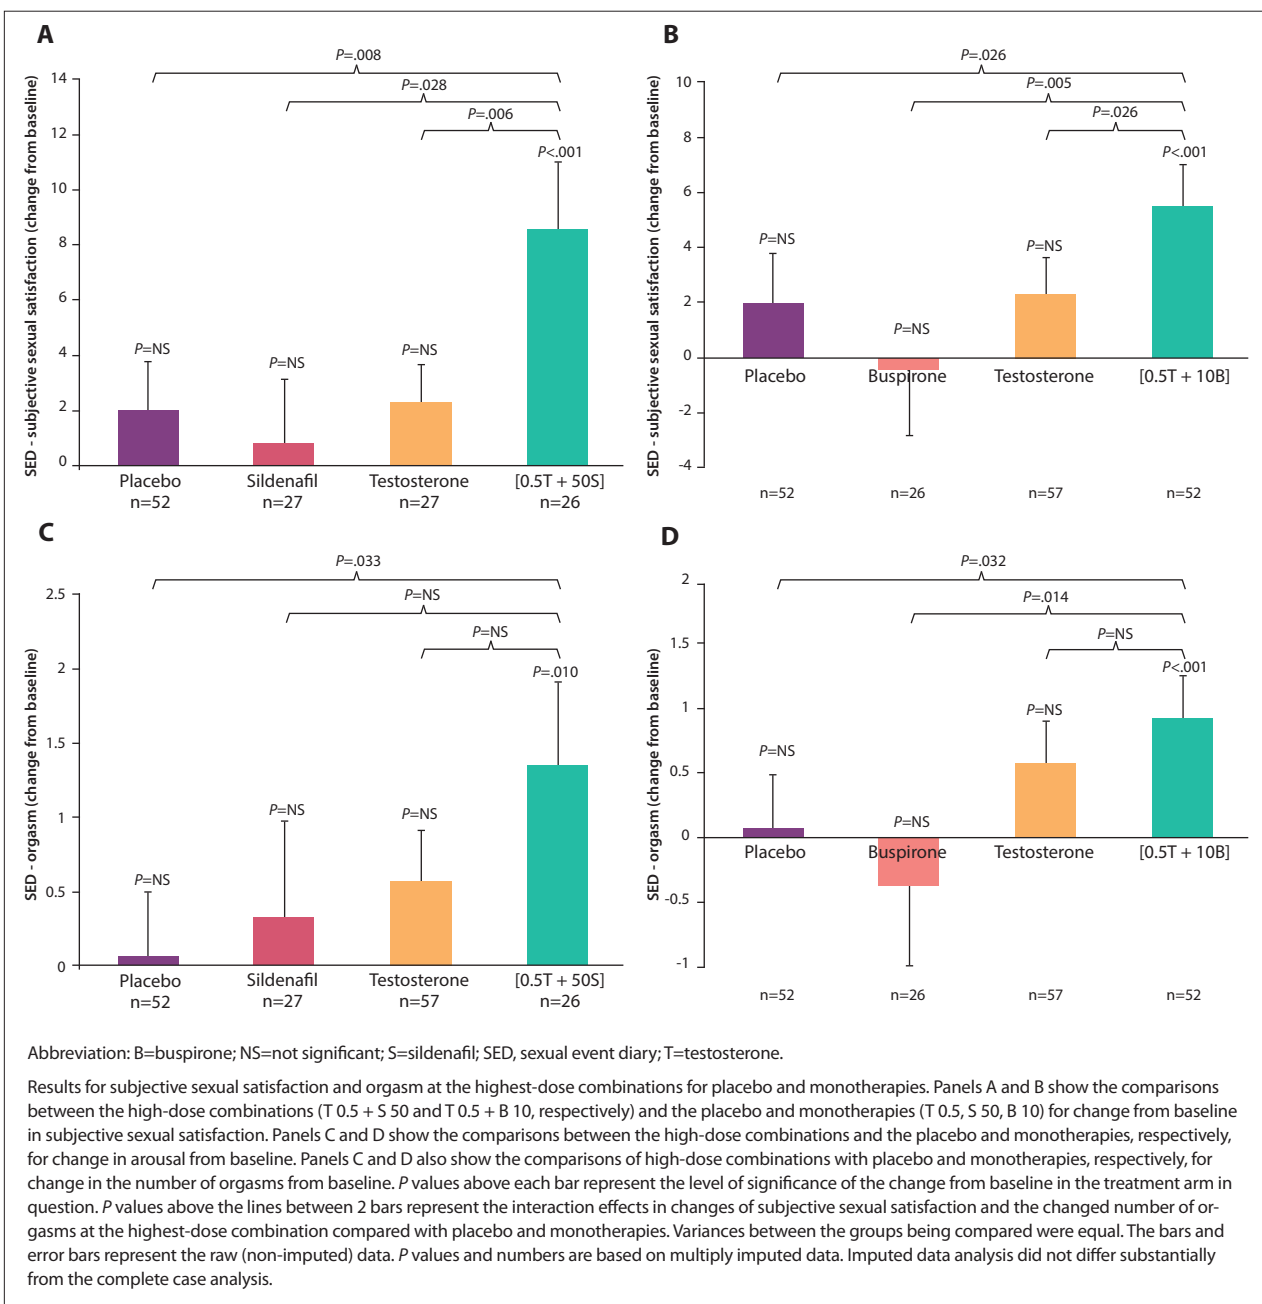 A
P=.008
P=.028
P=.006
P<.001
P=NS
P=NS
P=NS
14
12
10
8
6
4
2
0
SED - subjective sexual satisfaction (change from baseline)
Placebo Sildenafil Testosterone [0.5T + 50S]
n=52 n=27 n=27 n=26
B
P=.026
P=.005
P=.026
P<.001
P=NS
P=NS
P=NS
10
8
6
4
2
0
-2
-4
SED - subjective sexual satisfaction (change from baseline)
Placebo Buspirone Testosterone [0.5T + 10B]
n=52 n=26 n=57 n=52
C
P=.033
P=NS
P=NS
P=.010
P=NS
P=NS
P=NS
2.5
2
1.5
1
0.5
0
SED - orgasm (change from baseline)
Placebo Sildenafil Testosterone [0.5T + 50S]
n=52 n=27 n=57 n=26
D
P=.032
P=.014
P=NS
P<.001
P=NS
P=NS
P=NS
2
1.5
1
0.5
0
-0.5
-1
SED - orgasm (change from baseline)
Placebo Buspirone Testosterone [0.5T + 10B]
n=52 n=26 n=57 n=52
Abbreviation: B=buspirone; NS=not significant; S=sildenafil; SED, sexual event diary; T=testosterone.
Results for subjective sexual satisfaction and orgasm at the highest-dose combinations for placebo and monotherapies. Panels A and B show the comparisons
between the high-dose combinations (T 0.5 + S 50 and T 0.5 + B 10, respectively) and the placebo and monotherapies (T 0.5, S 50, B 10) for change from baseline
in subjective sexual satisfaction. Panels C and D show the comparisons between the high-dose combinations and the placebo and monotherapies, respectively,
for change in arousal from baseline. Panels C and D also show the comparisons of high-dose combinations with placebo and monotherapies, respectively, for
change in the number of orgasms from baseline. P values above each bar represent the level of significance of the change from baseline in the treatment arm in
question. P values above the lines between 2 bars represent the interaction effects in changes of subjective sexual satisfaction and the changed number of or-
gasms at the highest-dose combination compared with placebo and monotherapies. Variances between the groups being compared were equal. The bars and
error bars represent the raw (non-imputed) data. P values and numbers are based on multiply imputed data. Imputed data analysis did not differ substantially
from the complete case analysis.